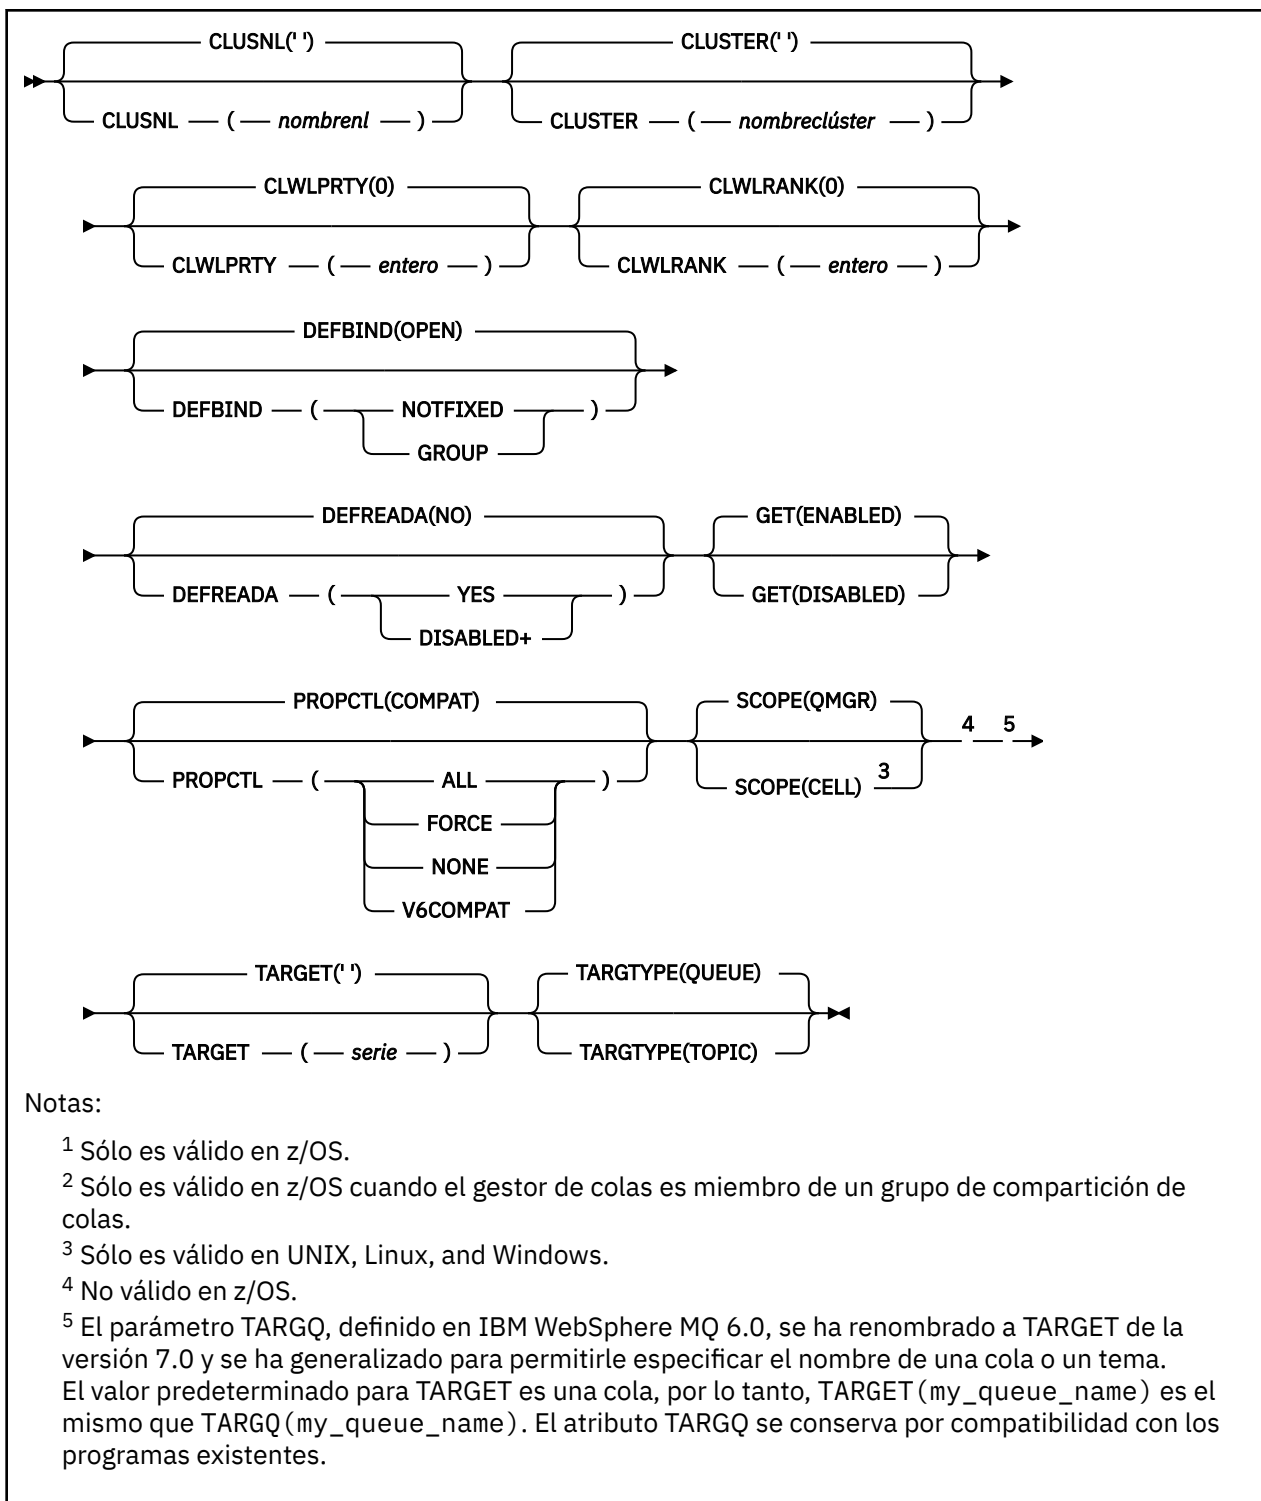 CLUSNL(' ') CLUSTER(' ')
CLUSNL ( nombrenl ) CLUSTER ( nombreclúster )
CLWLPRTY(0) CLWLRANK(0)
CLWLPRTY ( entero ) CLWLRANK ( entero )
DEFBIND(OPEN)
DEFBIND ( NOTFIXED )
GROUP
DEFREADA(NO) GET(ENABLED)
DEFREADA ( YES ) GET(DISABLED)
DISABLED+
PROPCTL(COMPAT) SCOPE(QMGR)
4 5
PROPCTL ( ALL ) SCOPE(CELL) 3
FORCE
NONE
V6COMPAT
TARGET(' ') TARGTYPE(QUEUE)
TARGET ( serie ) TARGTYPE(TOPIC)
Notas:
1 Sólo es válido en z/OS.
2 Sólo es válido en z/OS cuando el gestor de colas es miembro de un grupo de compartición de
colas.
3 Sólo es válido en UNIX, Linux, and Windows.
4 No válido en z/OS.
5 El parámetro TARGQ, definido en IBM WebSphere MQ 6.0, se ha renombrado a TARGET de la
versión 7.0 y se ha generalizado para permitirle especificar el nombre de una cola o un tema.
El valor predeterminado para TARGET es una cola, por lo tanto, TARGET(my_queue_name) es el
mismo que TARGQ(my_queue_name). El atributo TARGQ se conserva por compatibilidad con los
programas existentes.